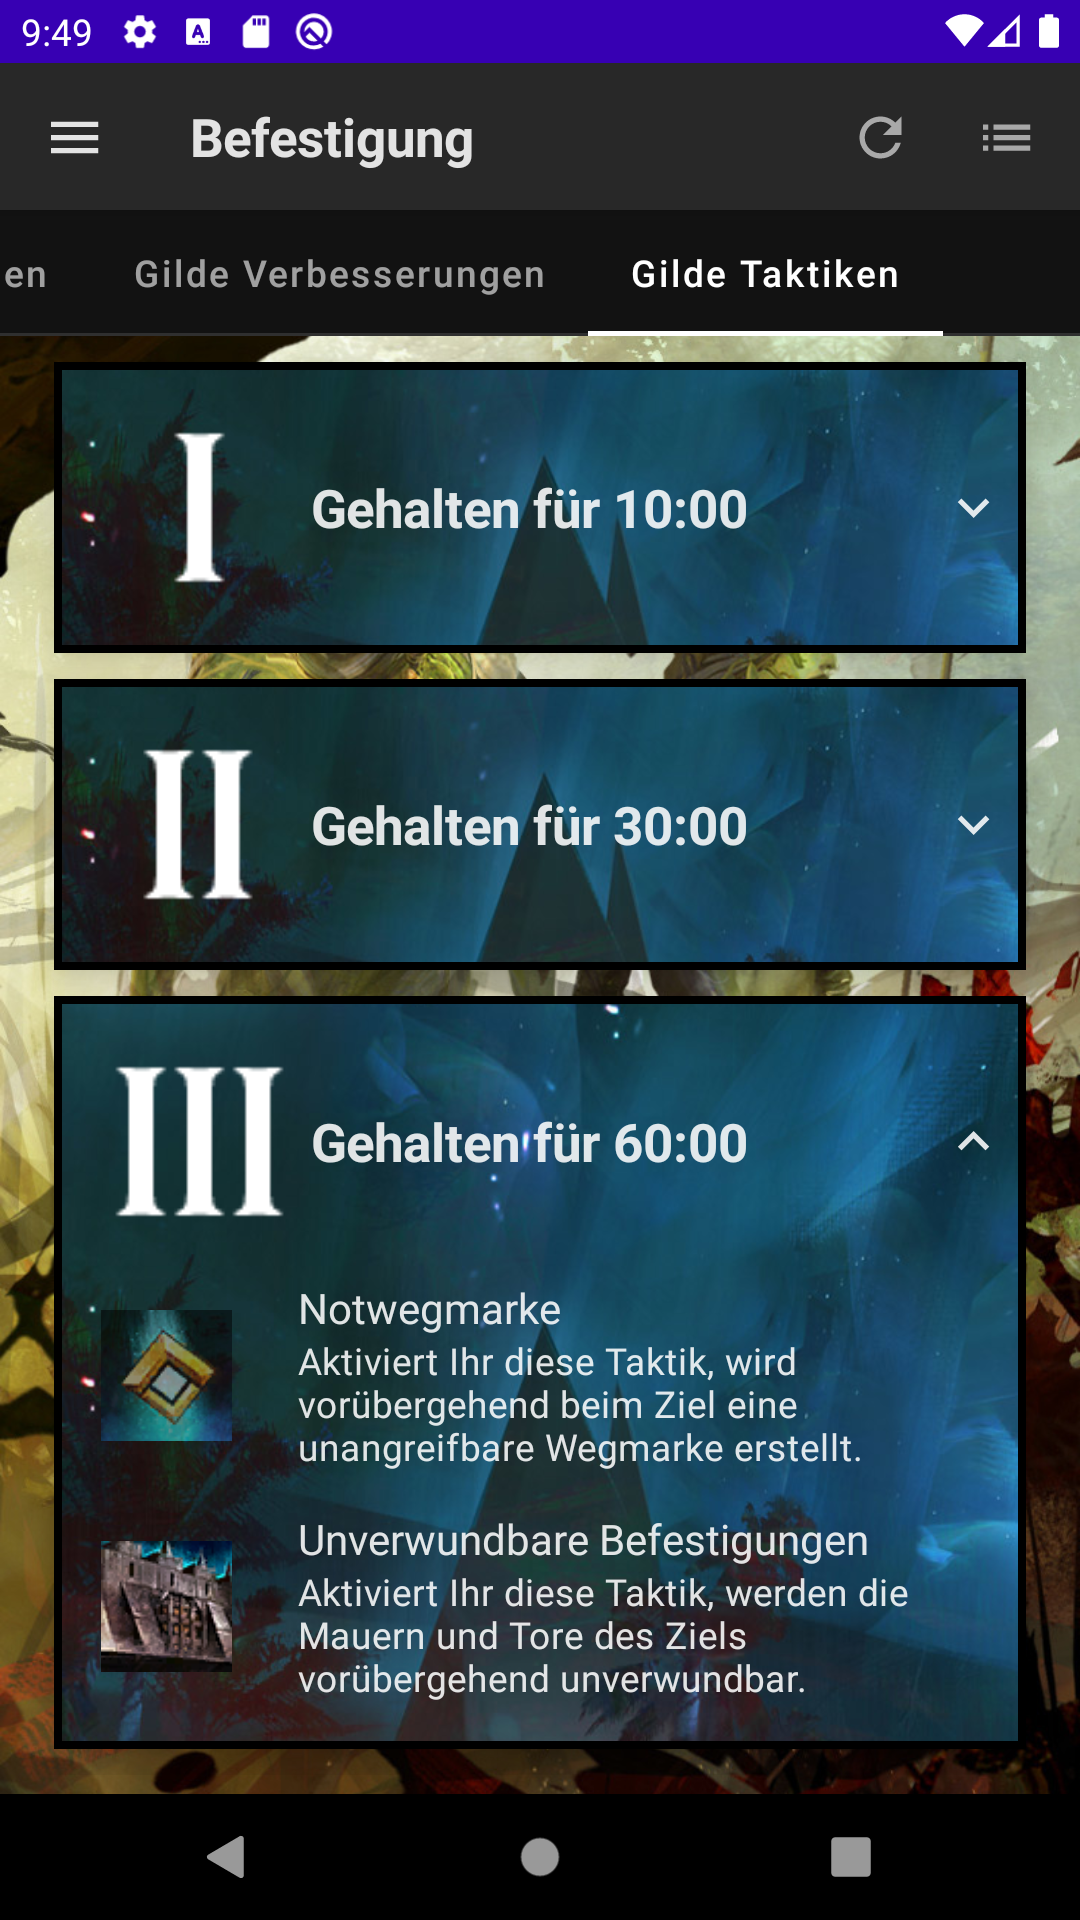 9:49
Befestigung
en
Gilde Verbesserungen
Gilde Taktiken
I
Gehalten für 10:00
II
Gehalten für 30:00
III
Gehalten für 60:00
Notwegmarke
Aktiviert Ihr diese Taktik, wird
vorübergehend beim Ziel eine
unangreifbare Wegmarke erstellt.
Unverwundbare Befestigungen
Aktiviert Ihr diese Taktik, werden die
Mauern und Tore des Ziels
vorübergehend unverwundbar.